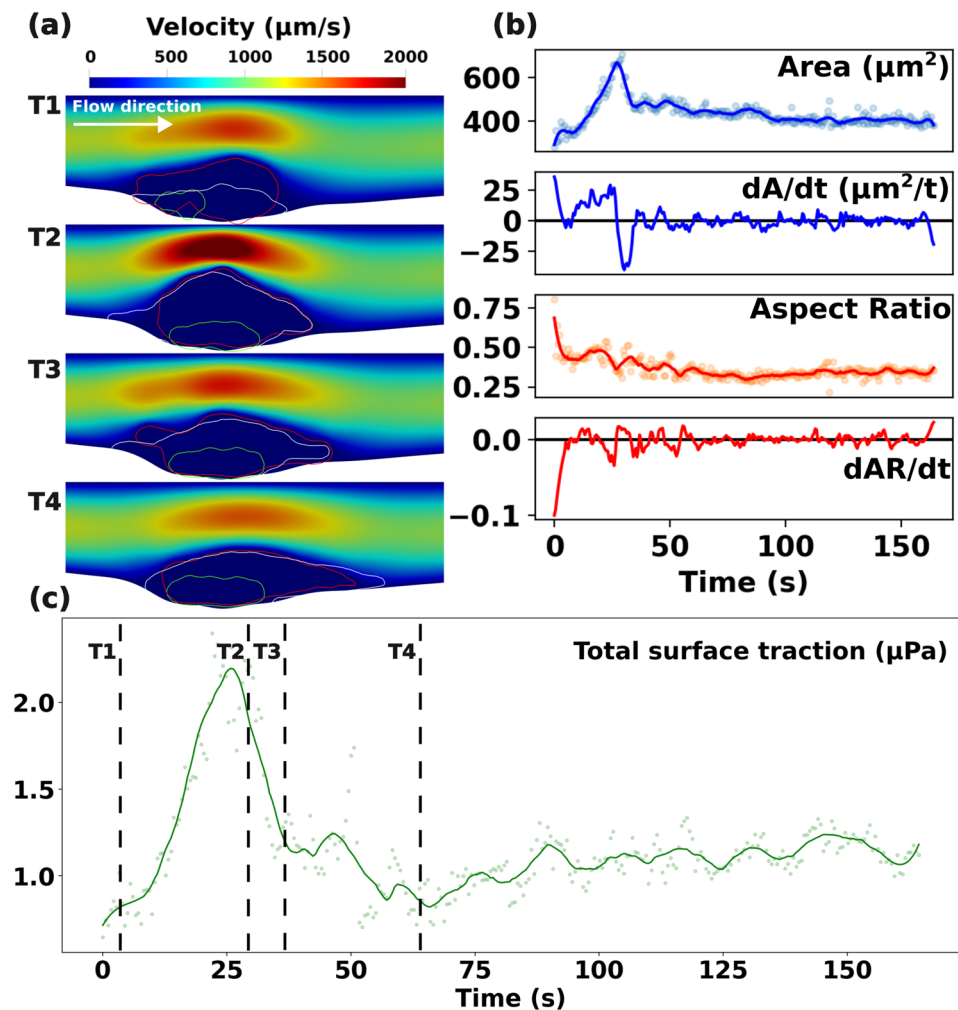 (a)
Velocity (µm/s)
0 500 1000 1500 2000
T1
Flow direction
T2
T3
T4
(b)
Area (µm²)
600
400
dA/dt (µm²/t)
25
0
−25
Aspect Ratio
0.75
0.50
0.25
0.0
dAR/dt
−0.1
0 50 100 150
Time (s)
(c)
T1 T2 T3 T4 Total surface traction (µPa)
2.0
1.5
1.0
0 25 50 75 100 125 150
Time (s)